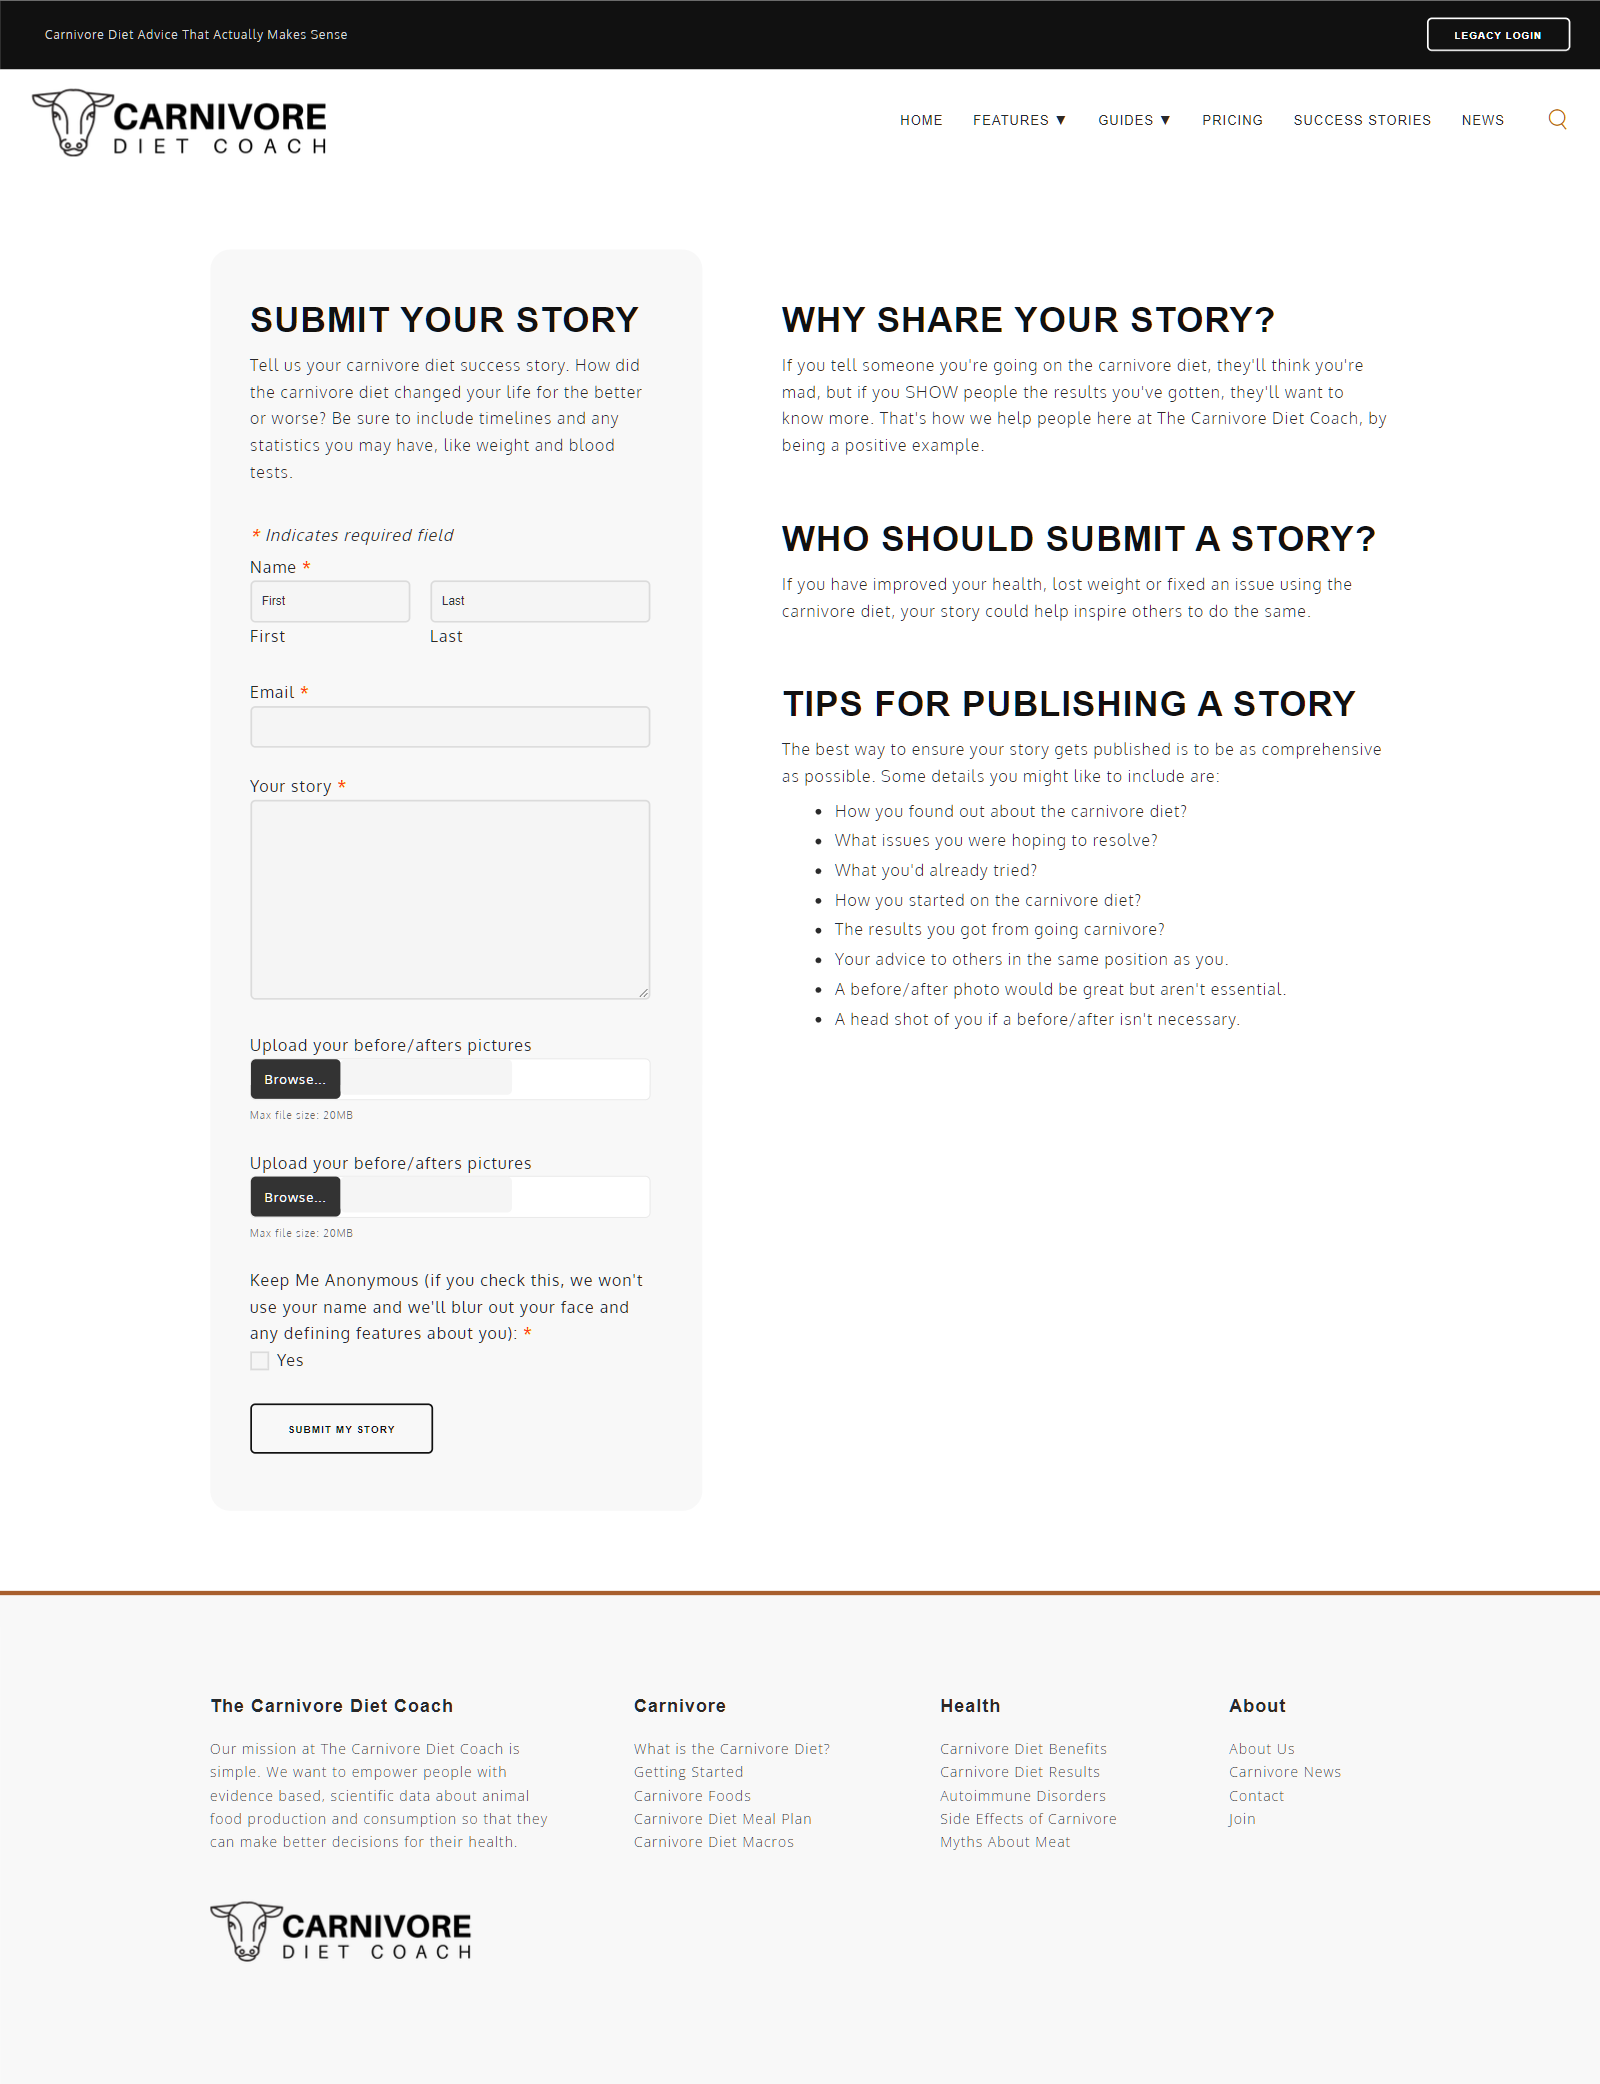 Carnivore Diet Advice That Actually Makes Sense
LEGACY LOGIN
CARNIVORE
DIET COACH
HOME FEATURES ▼ GUIDES ▼ PRICING SUCCESS STORIES NEWS
SUBMIT YOUR STORY
Tell us your carnivore diet success story. How did
the carnivore diet changed your life for the better
or worse? Be sure to include timelines and any
statistics you may have, like weight and blood
tests.
* Indicates required field
Name *
First Last
First Last
Email *
Your story *
Upload your before/afters pictures
Browse...
Max file size: 20MB
Upload your before/afters pictures
Browse...
Max file size: 20MB
Keep Me Anonymous (if you check this, we won't
use your name and we'll blur out your face and
any defining features about you): *
Yes
SUBMIT MY STORY
WHY SHARE YOUR STORY?
If you tell someone you're going on the carnivore diet, they'll think you're
mad, but if you SHOW people the results you've gotten, they'll want to
know more. That's how we help people here at The Carnivore Diet Coach, by
being a positive example.
WHO SHOULD SUBMIT A STORY?
If you have improved your health, lost weight or fixed an issue using the
carnivore diet, your story could help inspire others to do the same.
TIPS FOR PUBLISHING A STORY
The best way to ensure your story gets published is to be as comprehensive
as possible. Some details you might like to include are:
• How you found out about the carnivore diet?
• What issues you were hoping to resolve?
• What you'd already tried?
• How you started on the carnivore diet?
• The results you got from going carnivore?
• Your advice to others in the same position as you.
• A before/after photo would be great but aren't essential.
• A head shot of you if a before/after isn't necessary.
The Carnivore Diet Coach
Our mission at The Carnivore Diet Coach is
simple. We want to empower people with
evidence based, scientific data about animal
food production and consumption so that they
can make better decisions for their health.
CARNIVORE
DIET COACH
Carnivore
What is the Carnivore Diet?
Getting Started
Carnivore Foods
Carnivore Diet Meal Plan
Carnivore Diet Macros
Health
Carnivore Diet Benefits
Carnivore Diet Results
Autoimmune Disorders
Side Effects of Carnivore
Myths About Meat
About
About Us
Carnivore News
Contact
Join